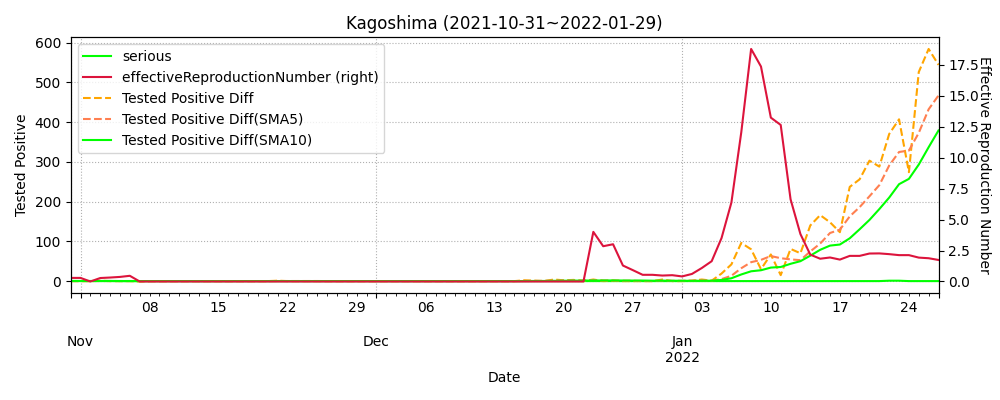 Kagoshima (2021-10-31~2022-01-29)
serious
effectiveReproductionNumber (right)
Tested Positive Diff
Tested Positive Diff(SMA5)
Tested Positive Diff(SMA10)
Tested Positive
600
500
400
300
200
100
0
17.5
15.0
12.5
10.0
7.5
5.0
2.5
0.0
Effective Reproduction Number
08 15 22 29 06 13 20 27 03 10 17 24
Nov Dec Jan
2022
Date